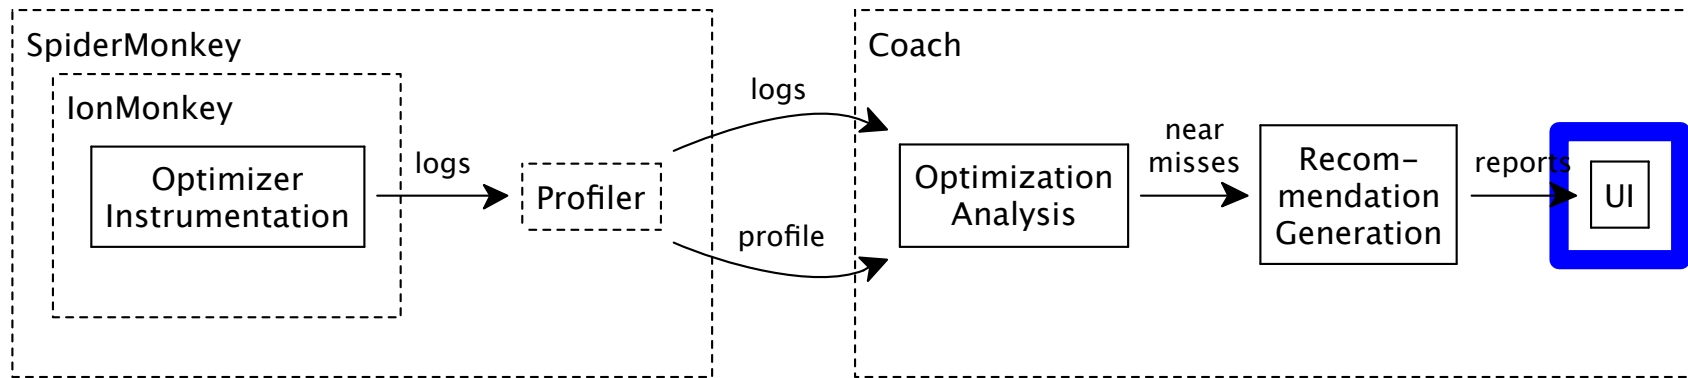 SpiderMonkey
IonMonkey
Optimizer
Instrumentation
logs
Profiler
logs
profile
Coach
Optimization
Analysis
near
misses
Recom-
mendation
Generation
reports
UI